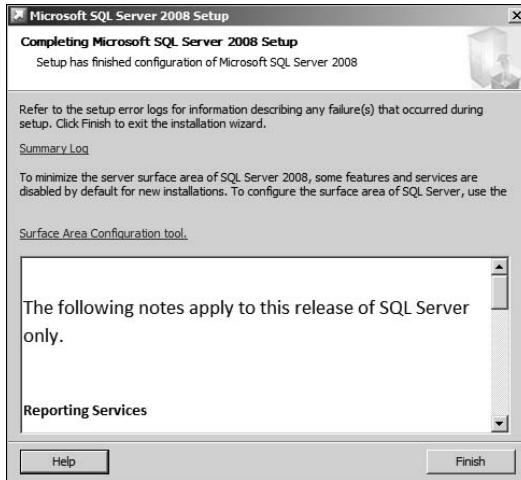 Microsoft SQL Server 2008 Setup
Completing Microsoft SQL Server 2008 Setup
Setup has finished configuration of Microsoft SQL Server 2008
Refer to the setup error logs for information describing any failure(s) that occurred during
setup. Click Finish to exit the installation wizard.
Summary Log
To minimize the server surface area of SQL Server 2008, some features and services are
disabled by default for new installations. To configure the surface area of SQL Server, use the
Surface Area Configuration tool.
The following notes apply to this release of SQL Server
only.
Reporting Services
Help
Finish